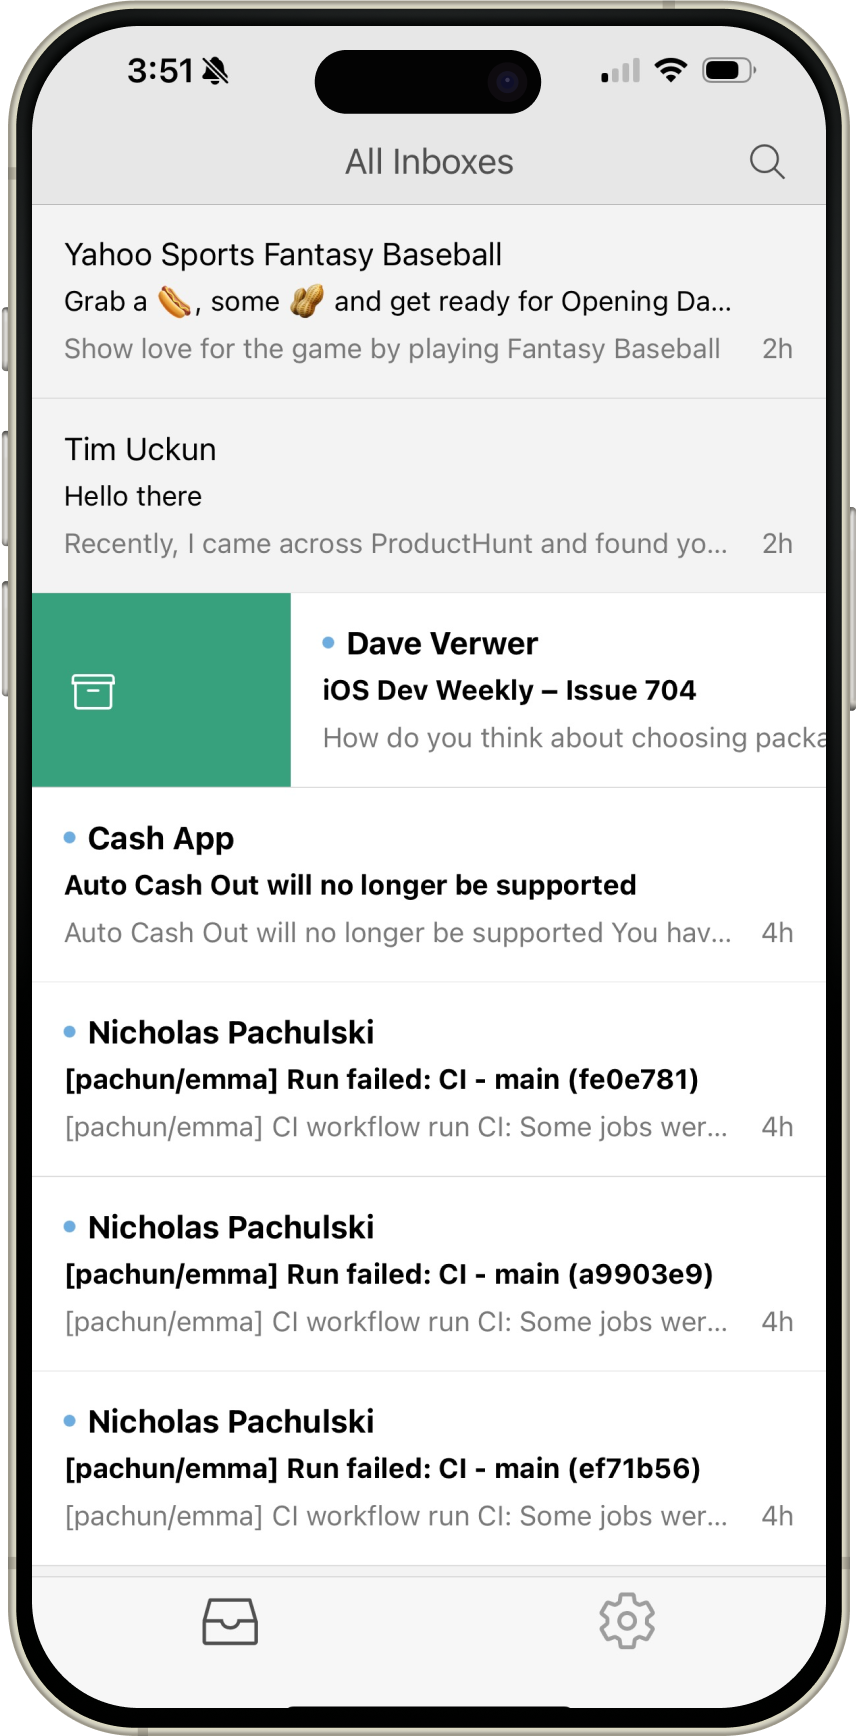 3:51
All Inboxes
Yahoo Sports Fantasy Baseball
Grab a 🌭, some 🥜 and get ready for Opening Da...
Show love for the game by playing Fantasy Baseball 2h
Tim Uckun
Hello there
Recently, I came across ProductHunt and found yo... 2h
Dave Verwer
iOS Dev Weekly – Issue 704
How do you think about choosing packa
Cash App
Auto Cash Out will no longer be supported
Auto Cash Out will no longer be supported You hav... 4h
Nicholas Pachulski
[pachun/emma] Run failed: CI - main (fe0e781)
[pachun/emma] CI workflow run CI: Some jobs wer... 4h
Nicholas Pachulski
[pachun/emma] Run failed: CI - main (a9903e9)
[pachun/emma] CI workflow run CI: Some jobs wer... 4h
Nicholas Pachulski
[pachun/emma] Run failed: CI - main (ef71b56)
[pachun/emma] CI workflow run CI: Some jobs wer... 4h